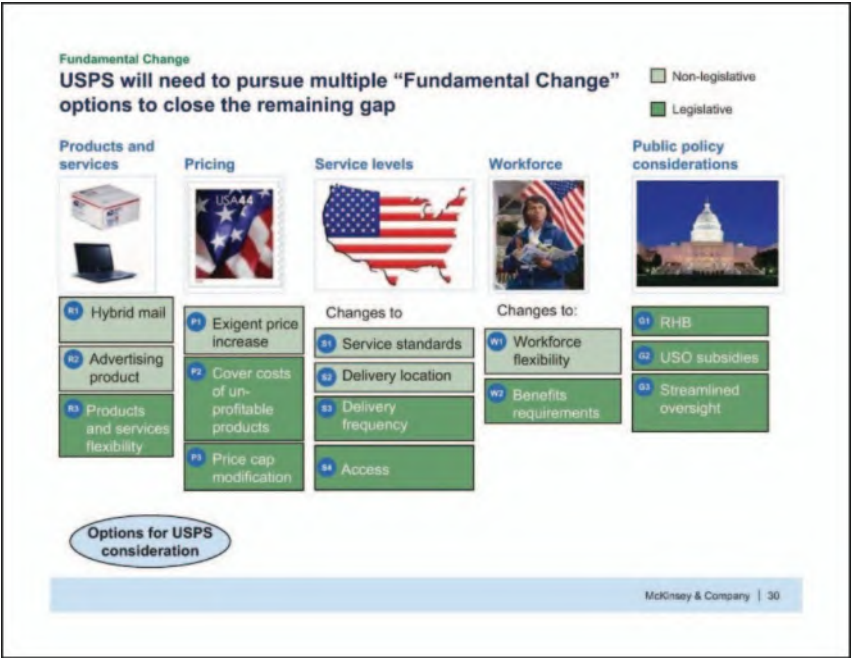 Fundamental Change
USPS will need to pursue multiple “Fundamental Change”
options to close the remaining gap
Non-legislative
Legislative
Products and
services
Pricing
Service levels
Workforce
Public policy
considerations
USA44
R1 Hybrid mail
R2 Advertising
product
R3 Products
and services
flexibility
P1 Exigent price
increase
P2 Cover costs
of un-
profitable
products
P3 Price cap
modification
Changes to
S1 Service standards
S2 Delivery location
S3 Delivery
frequency
S4 Access
Changes to:
W1 Workforce
flexibility
W2 Benefits
requirements
G1 RHB
G2 USO subsidies
G3 Streamlined
oversight
Options for USPS
consideration
McKinsey & Company | 30